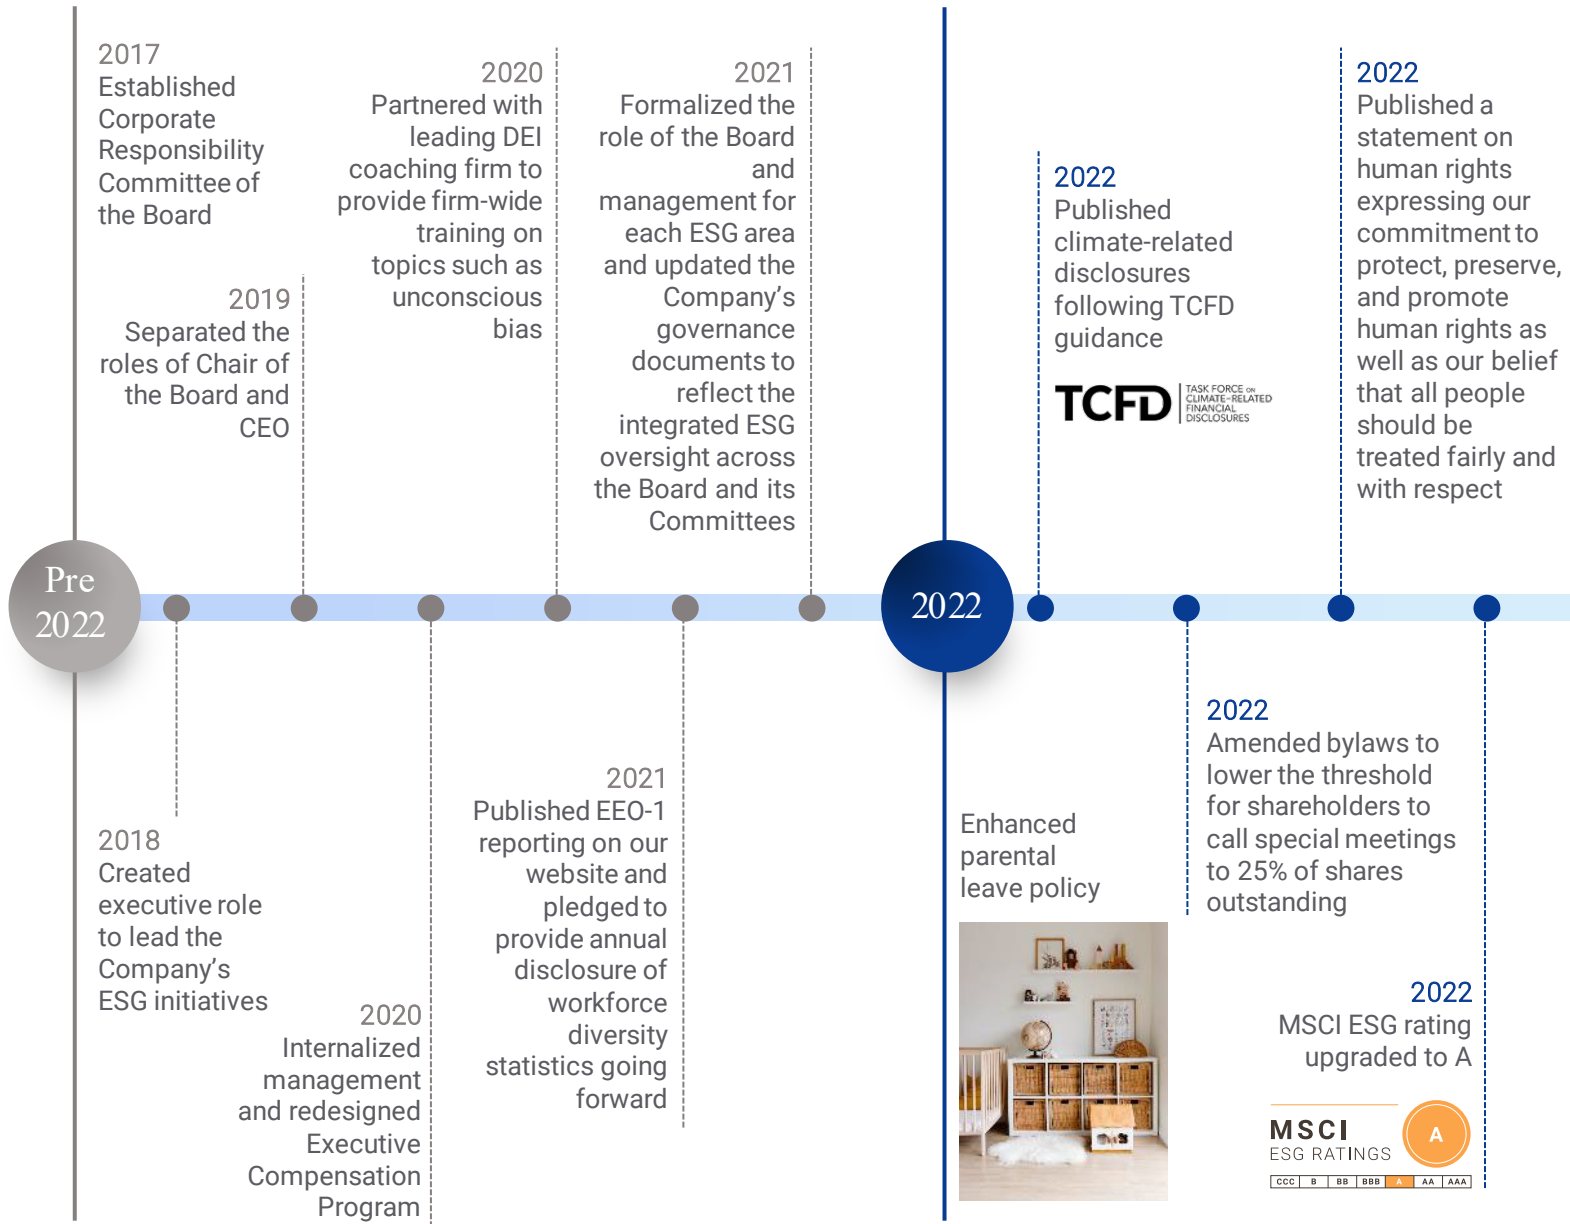 2017
Established
Corporate
Responsibility
Committee of
the Board
2019
Separated the
roles of Chair of
the Board and
CEO
2020
Partnered with
leading DEI
coaching firm to
provide firm-wide
training on
topics such as
unconscious
bias
2021
Formalized the
role of the Board
and
management for
each ESG area
and updated the
Company’s
governance
documents to
reflect the
integrated ESG
oversight across
the Board and its
Committees
2022
Published
climate-related
disclosures
following TCFD
guidance
TCFD
TASK FORCE ON
CLIMATE-RELATED
FINANCIAL
DISCLOSURES
2022
Published a
statement on
human rights
expressing our
commitment to
protect, preserve,
and promote
human rights as
well as our belief
that all people
should be
treated fairly and
with respect
Pre
2022
2022
2018
Created
executive role
to lead the
Company’s
ESG initiatives
2020
Internalized
management
and redesigned
Executive
Compensation
Program
2021
Published EEO-1
reporting on our
website and
pledged to
provide annual
disclosure of
workforce
diversity
statistics going
forward
Enhanced
parental
leave policy
2022
Amended bylaws to
lower the threshold
for shareholders to
call special meetings
to 25% of shares
outstanding
2022
MSCI ESG rating
upgraded to A
MSCI
ESG RATINGS
A
CCC B BB BBB A AA AAA